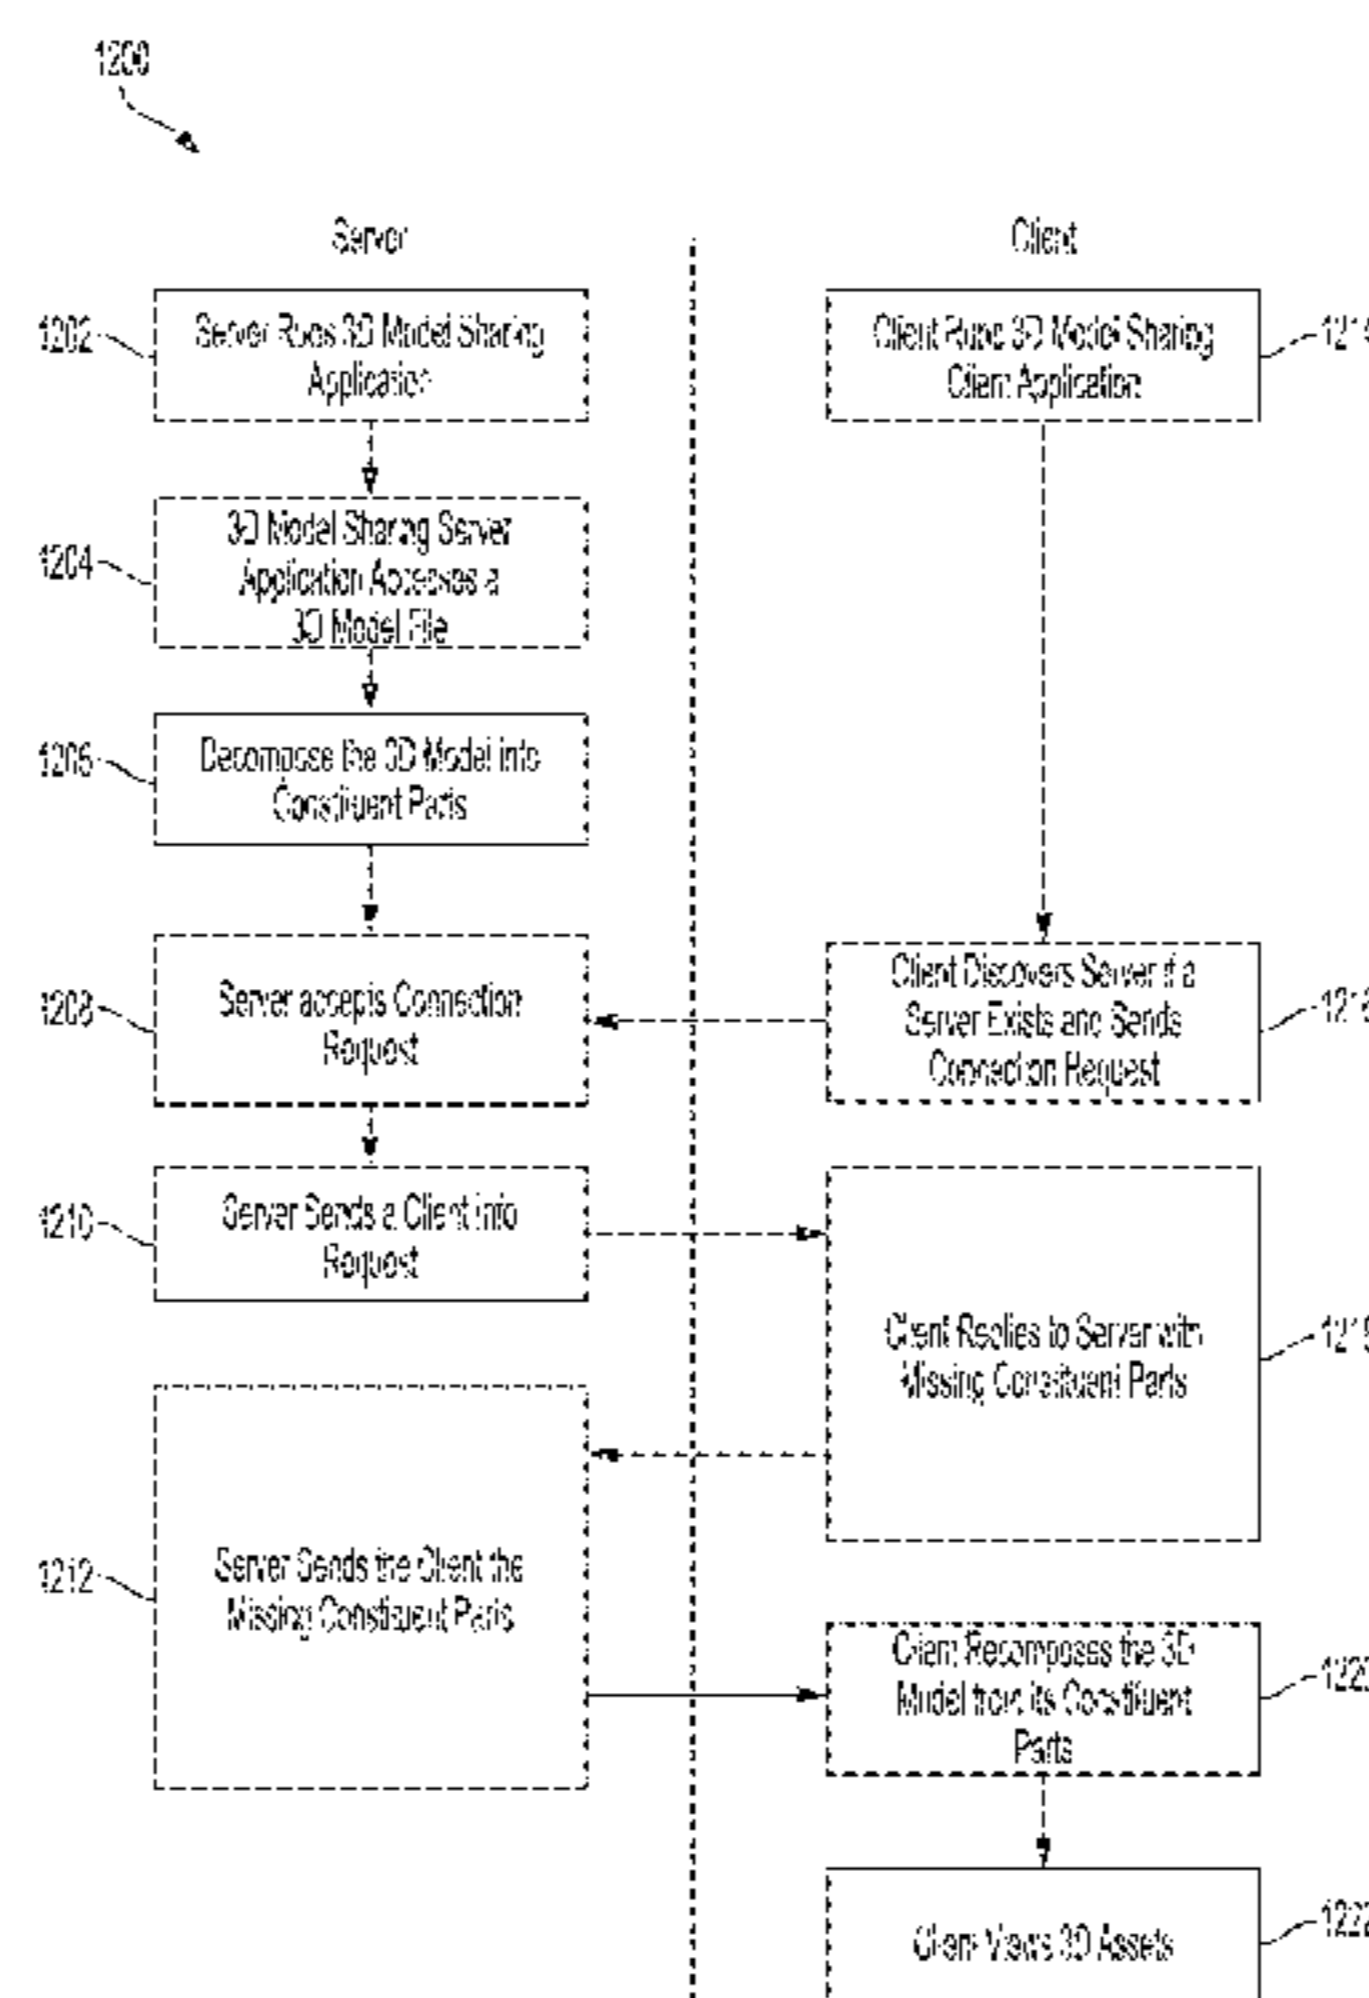 1200
Server
Client
1202
Server Runs 3D Model Sharing
Application
Client Runs 3D Model Sharing
Client Application
1214
1204
3D Model Sharing Server
Application Accesses a
3D Model File
1206
Decompose the 3D Model into
Constituent Parts
1208
Server accepts Connection
Request
Client Discovers Server if a
Server Exists and Sends
Connection Request
1216
1210
Server Sends a Client info
Request
Client Replies to Server with
Missing Constituent Parts
1212
Server Sends the Client the
Missing Constituent Parts
Client Recomposes the 3D
Model from its Constituent
Parts
Client Views 3D Assets
1222